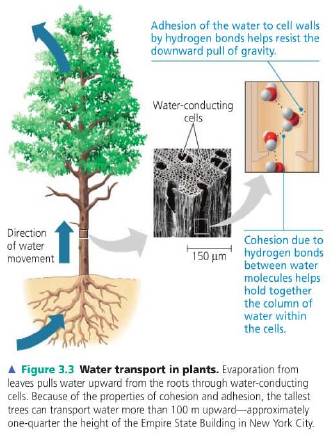 Adhesion of the water to cell walls
by hydrogen bonds helps resist the
downward pull of gravity.
Water-conducting
cells
Direction
of water
movement
150 µm
Cohesion due to
hydrogen bonds
between water
molecules helps
hold together
the column of
water within
the cells.
▲ Figure 3.3 Water transport in plants. Evaporation from
leaves pulls water upward from the roots through water-conducting
cells. Because of the properties of cohesion and adhesion, the tallest
trees can transport water more than 100 m upward—approximately
one-quarter the height of the Empire State Building in New York City.